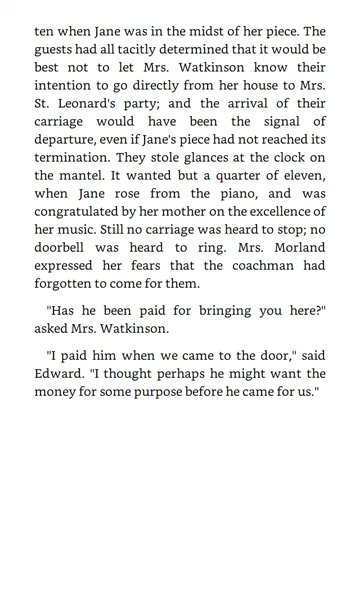 ten when Jane was in the midst of her piece. The
guests had all tacitly determined that it would be
best not to let Mrs. Watkinson know their
intention to go directly from her house to Mrs.
St. Leonard's party; and the arrival of their
carriage would have been the signal of
departure, even if Jane's piece had not reached its
termination. They stole glances at the clock on
the mantel. It wanted but a quarter of eleven,
when Jane rose from the piano, and was
congratulated by her mother on the excellence of
her music. Still no carriage was heard to stop; no
doorbell was heard to ring. Mrs. Morland
expressed her fears that the coachman had
forgotten to come for them.
"Has he been paid for bringing you here?"
asked Mrs. Watkinson.
"I paid him when we came to the door," said
Edward. "I thought perhaps he might want the
money for some purpose before he came for us."